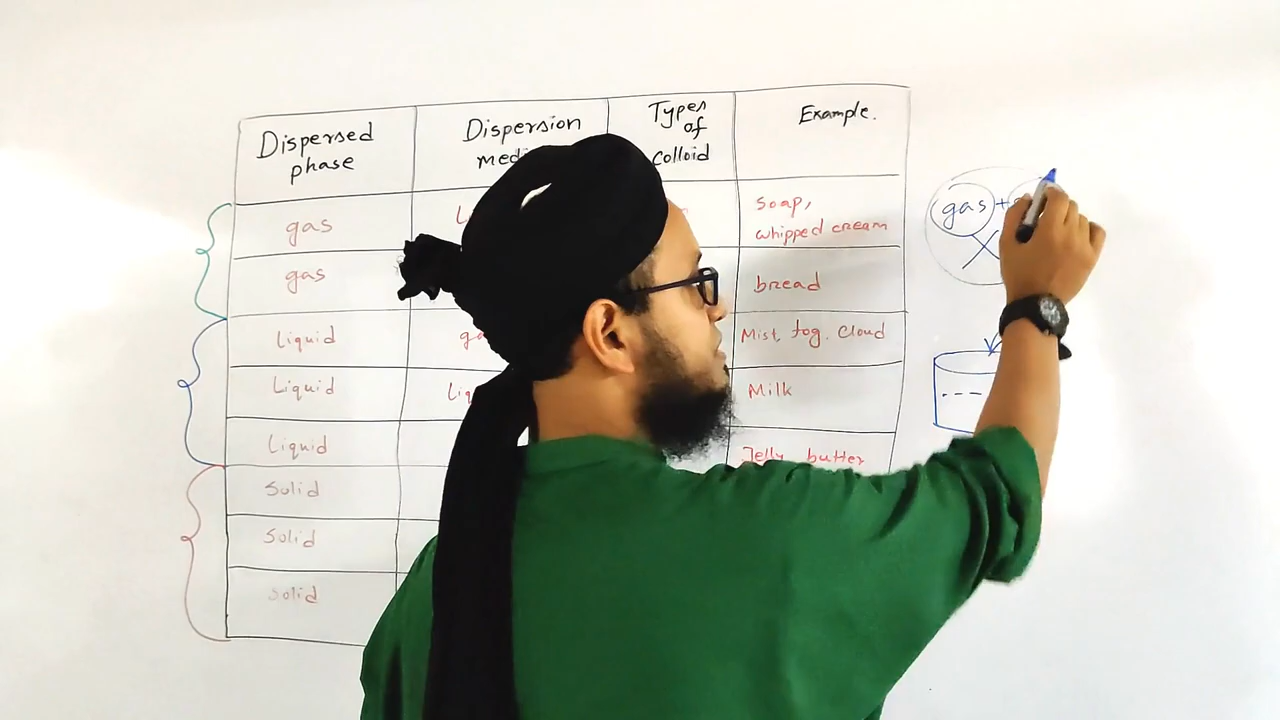 Dispersed
phase
Dispersion
Types
of
colloid
Example.
gas
soap,
whipped cream
gas
bread
Liquid
Mist, fog, cloud
Liquid
Milk
Liquid
Jelly butter
Solid
Solid
solid
gas +